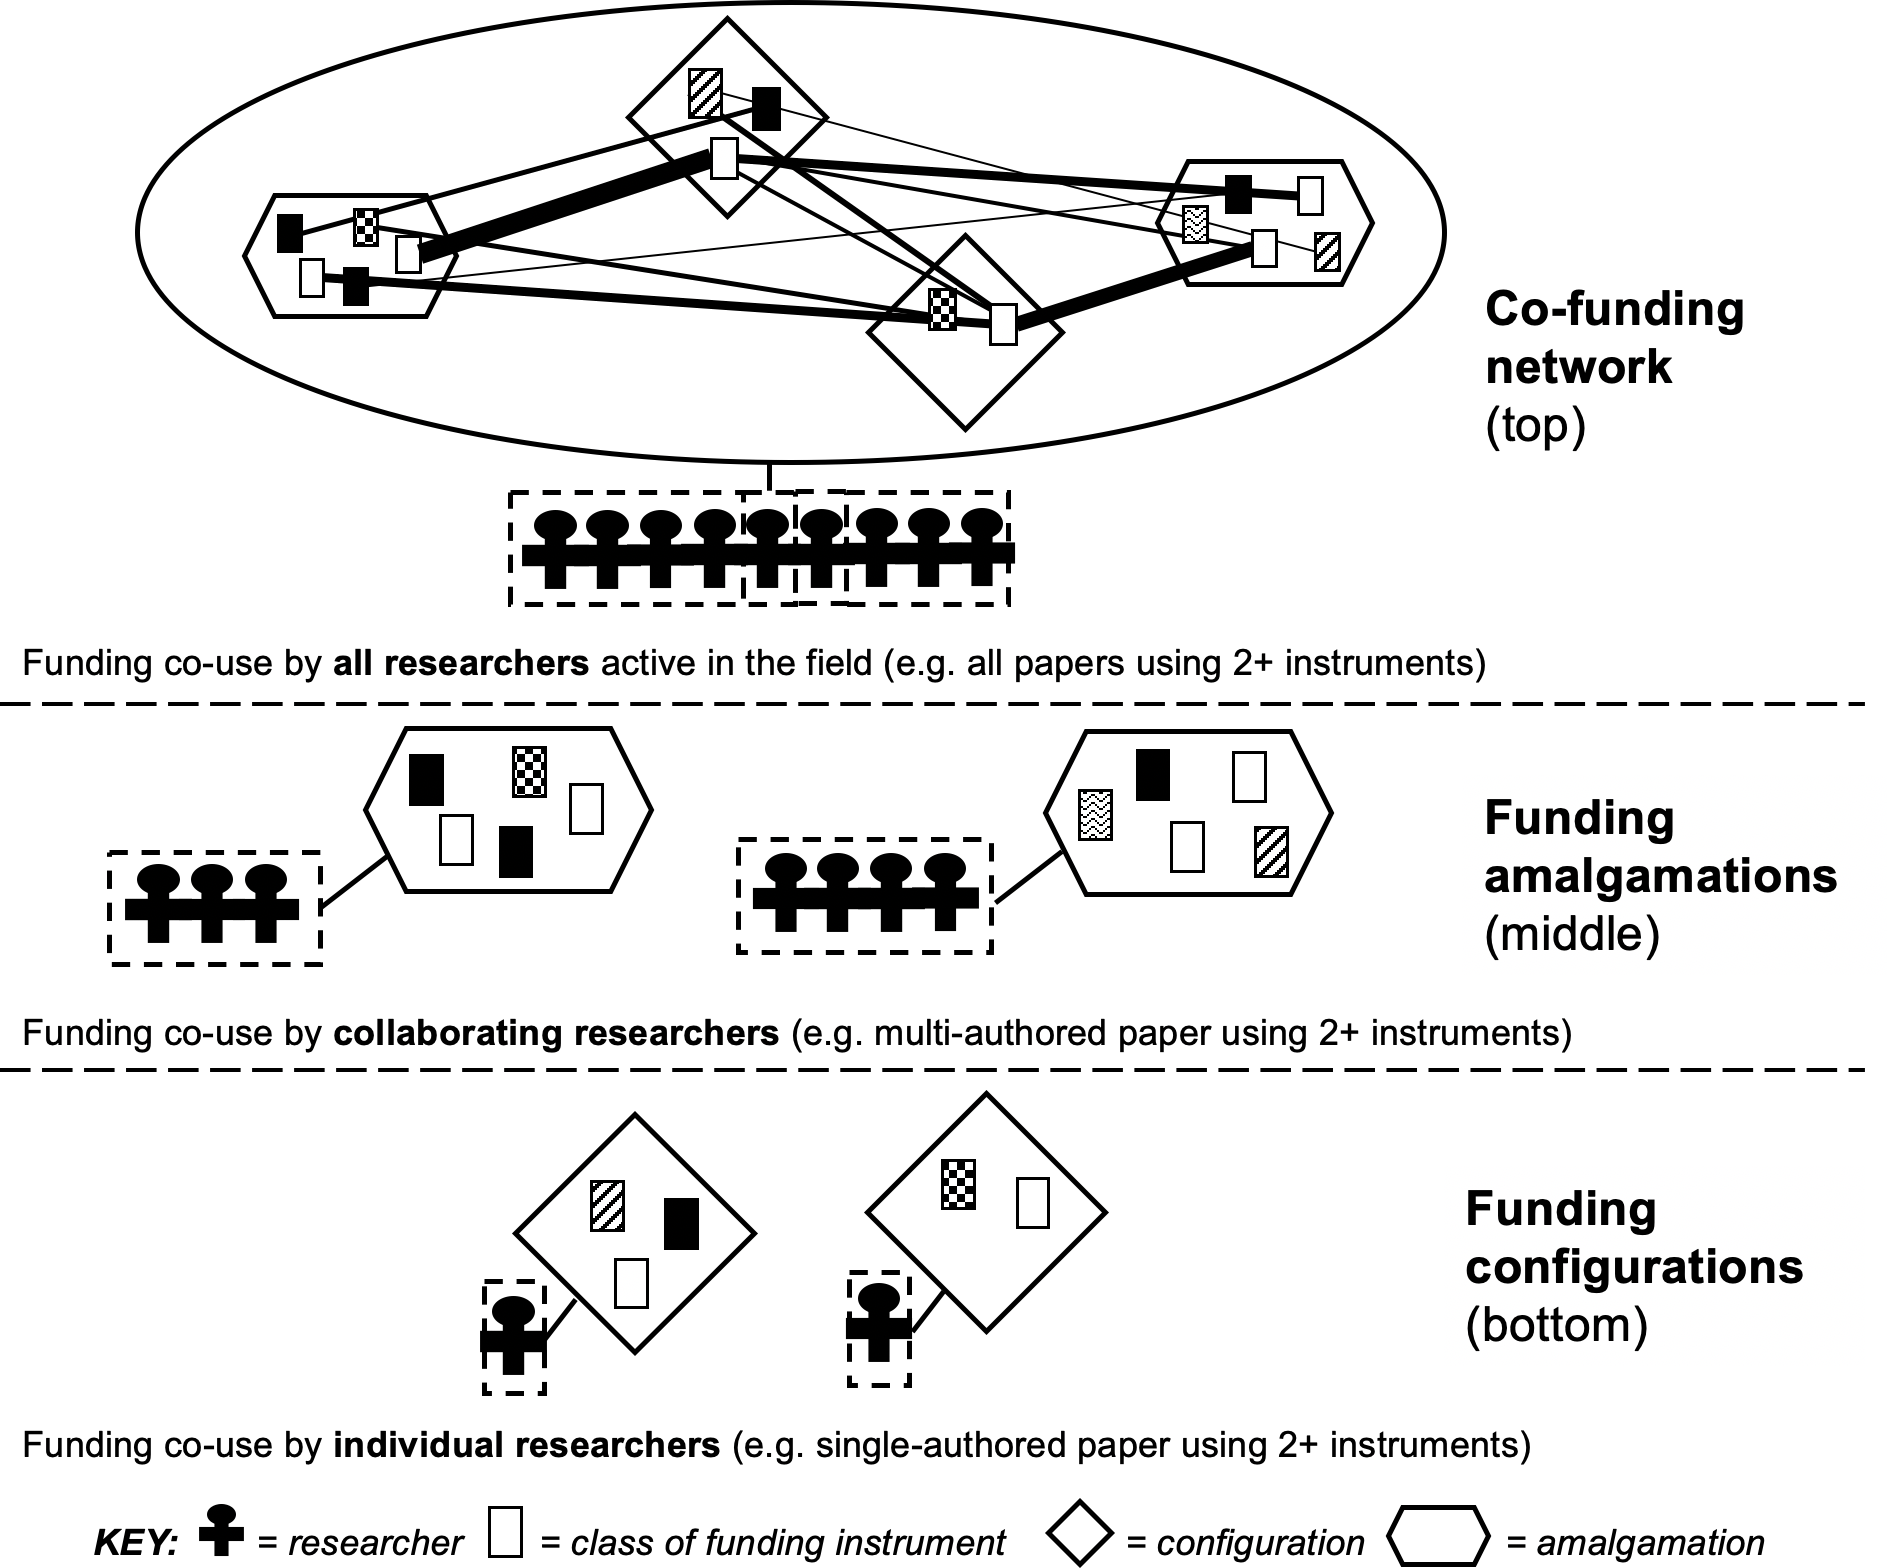 Co-funding
network
(top)
Funding co-use by all researchers active in the field (e.g. all papers using 2+ instruments)
Funding
amalgamations
(middle)
Funding co-use by collaborating researchers (e.g. multi-authored paper using 2+ instruments)
Funding
configurations
(bottom)
Funding co-use by individual researchers (e.g. single-authored paper using 2+ instruments)
KEY: = researcher = class of funding instrument = configuration = amalgamation